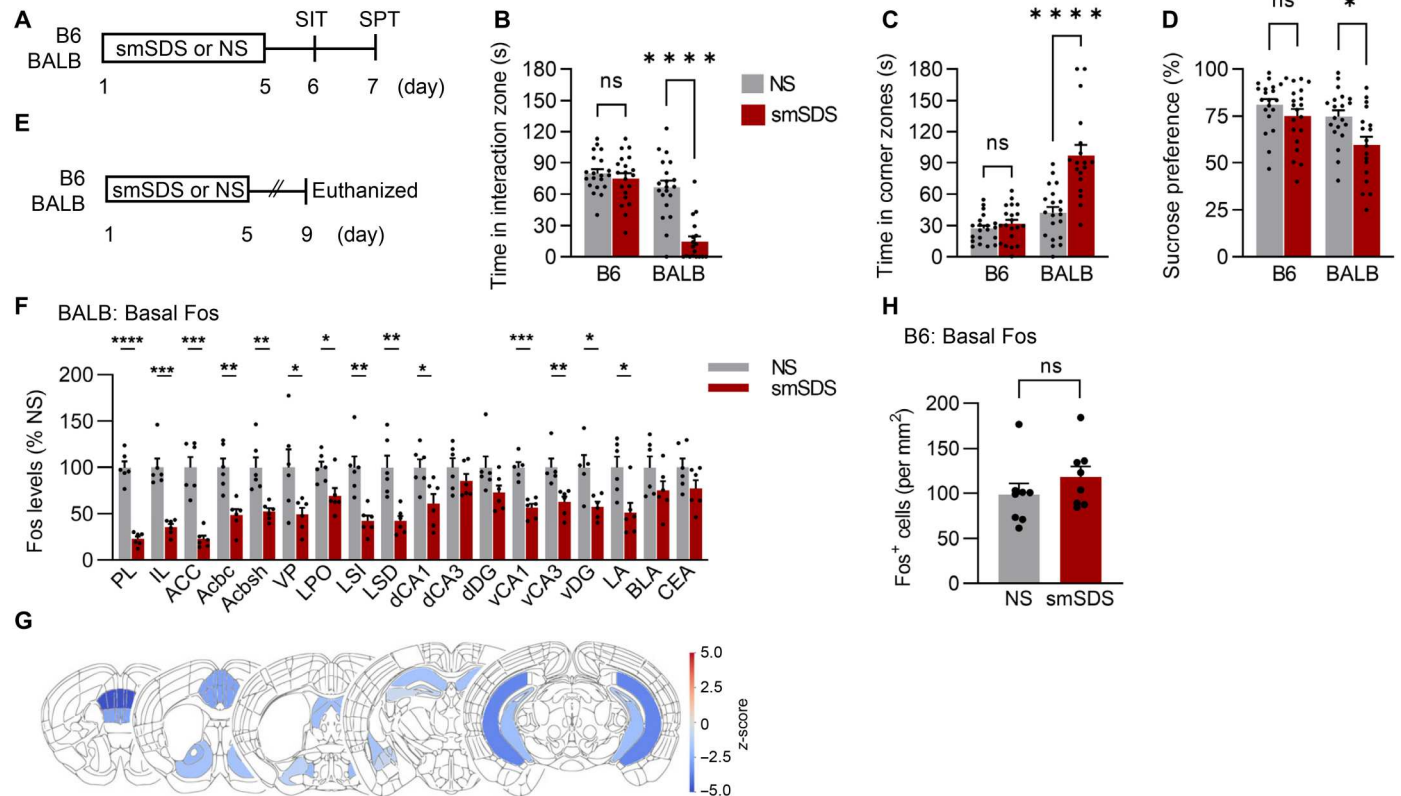 A
B6
BALB
smSDS or NS
SIT
SPT
1
5
6
7
(day)
E
B6
BALB
smSDS or NS
Euthanized
1
5
9
(day)
B
Time in interaction zone (s)
180
150
120
90
60
30
0
ns
****
B6
BALB
NS
smSDS
C
Time in corner zones (s)
180
150
120
90
60
30
0
ns
****
B6
BALB
D
Sucrose preference (%)
100
75
50
25
0
ns
*
B6
BALB
F
BALB: Basal Fos
Fos levels (% NS)
200
150
100
50
0
**** *** *** ** ** * * ** ** * *** ** * *
NS
smSDS
PL IL ACC Acbc Acbsh VP LPO LSI LSD dCA1 dCA3 dDG vCA1 vCA3 vDG LA BLA CEA
H
B6: Basal Fos
Fos+ cells (per mm2)
200
150
100
50
0
ns
NS smSDS
G
5.0
2.5
0
−2.5
−5.0
z-score